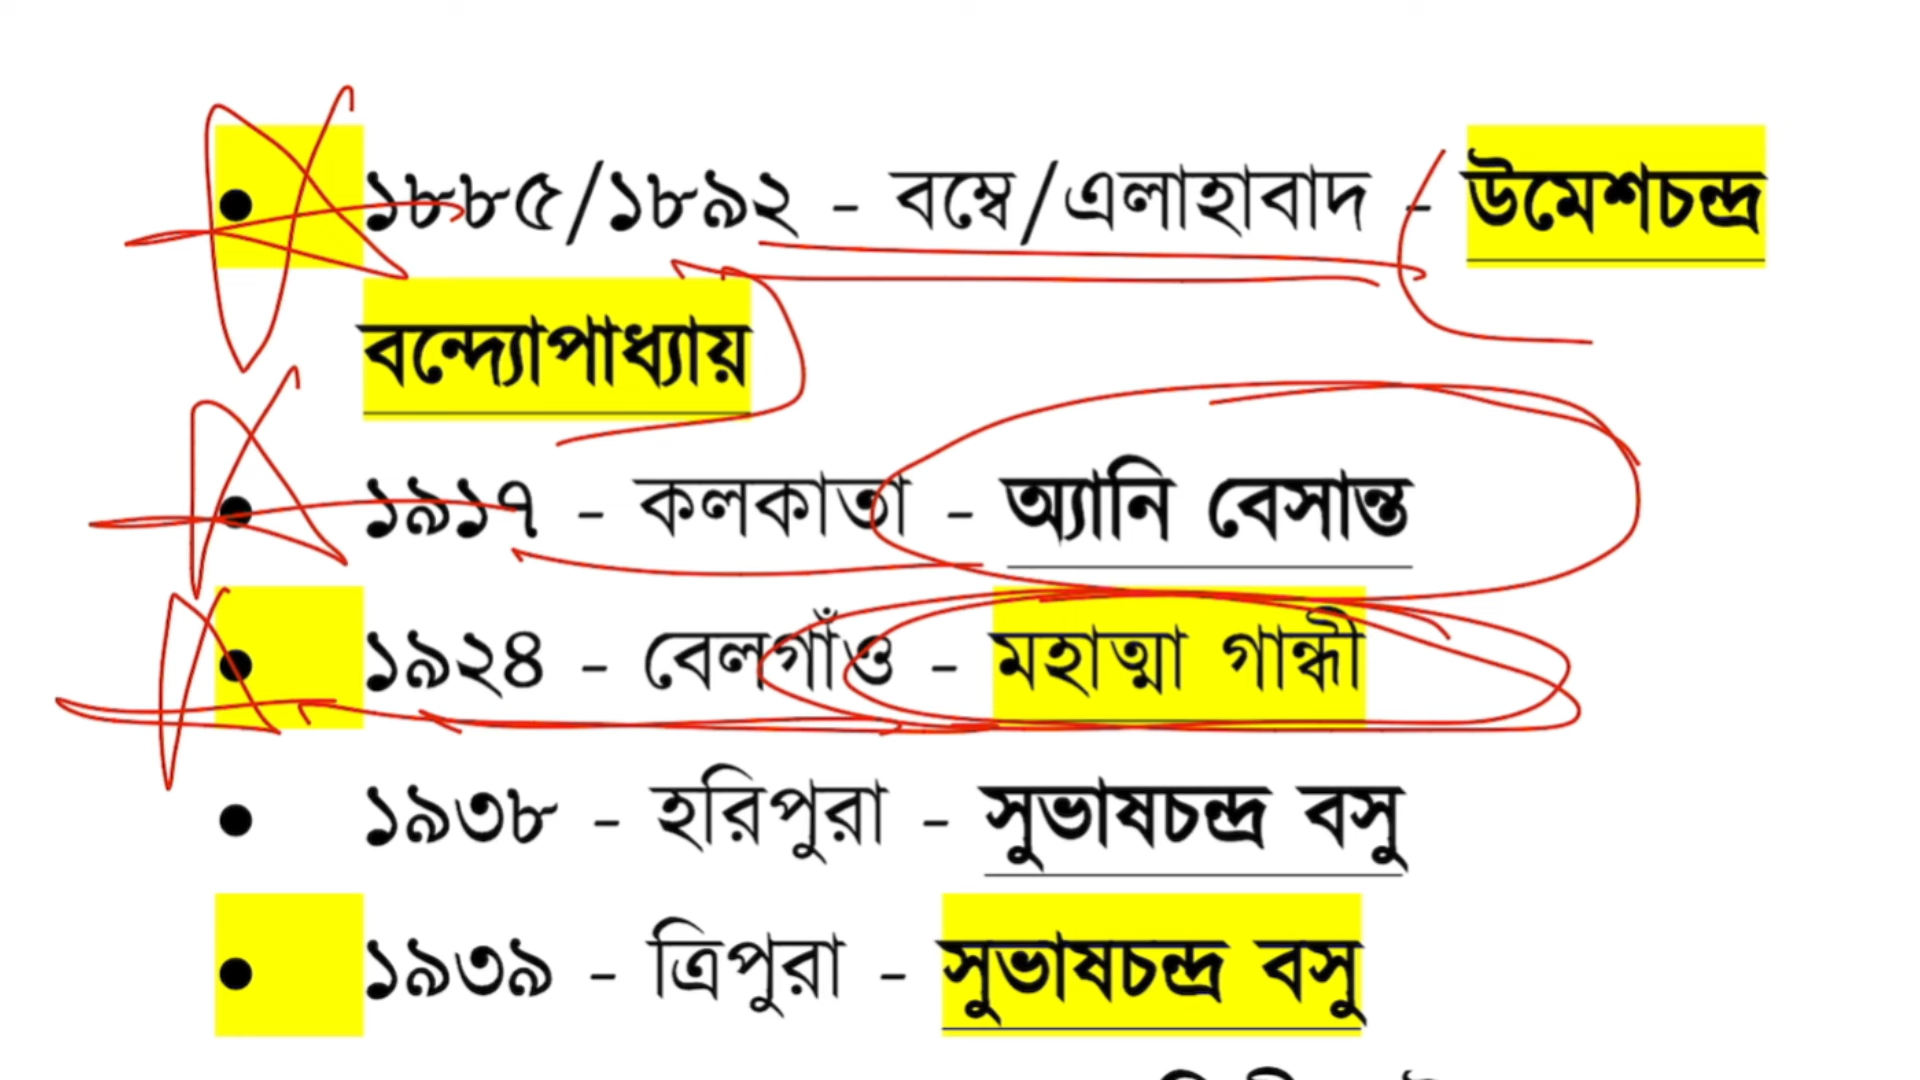 • ১৮৮৫/১৮৯২ - বম্বে/এলাহাবাদ - উমেশচন্দ্র
বন্দ্যোপাধ্যায়
• ১৯১৭ - কলকাতা - অ্যানি বেসান্ত
• ১৯২৪ - বেলগাঁও - মহাত্মা গান্ধী
• ১৯৩৮ - হরিপুরা - সুভাষচন্দ্র বসু
• ১৯৩৯ - ত্রিপুরা - সুভাষচন্দ্র বসু